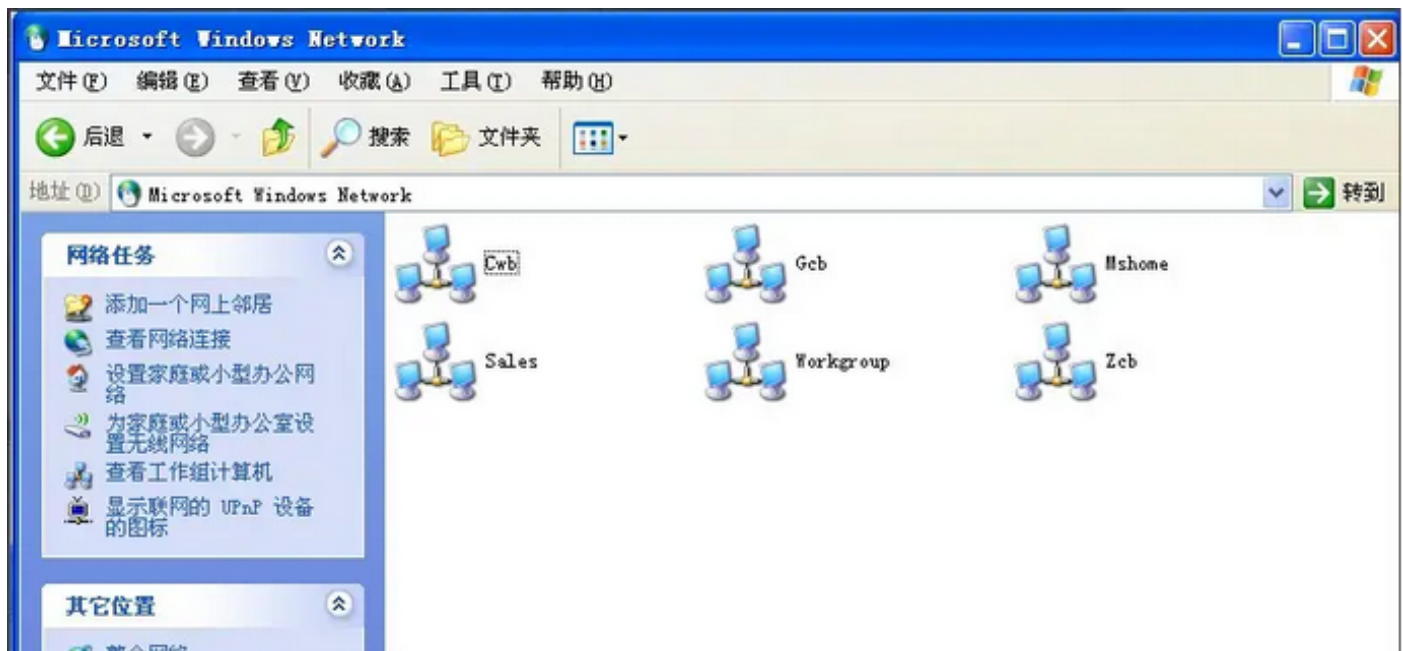 Microsoft Windows Network
文件(F) 编辑(E) 查看(V) 收藏(A) 工具(T) 帮助(H)
后退 搜索 文件夹
地址(D) Microsoft Windows Network 转到
网络任务
添加一个网上邻居
查看网络连接
设置家庭或小型办公网
络
为家庭或小型办公室设
置无线网络
查看工作组计算机
显示联网的 UPnP 设备
的图标
其它位置
整个网络
Cwb Gcb Mshome
Sales Workgroup Zcb